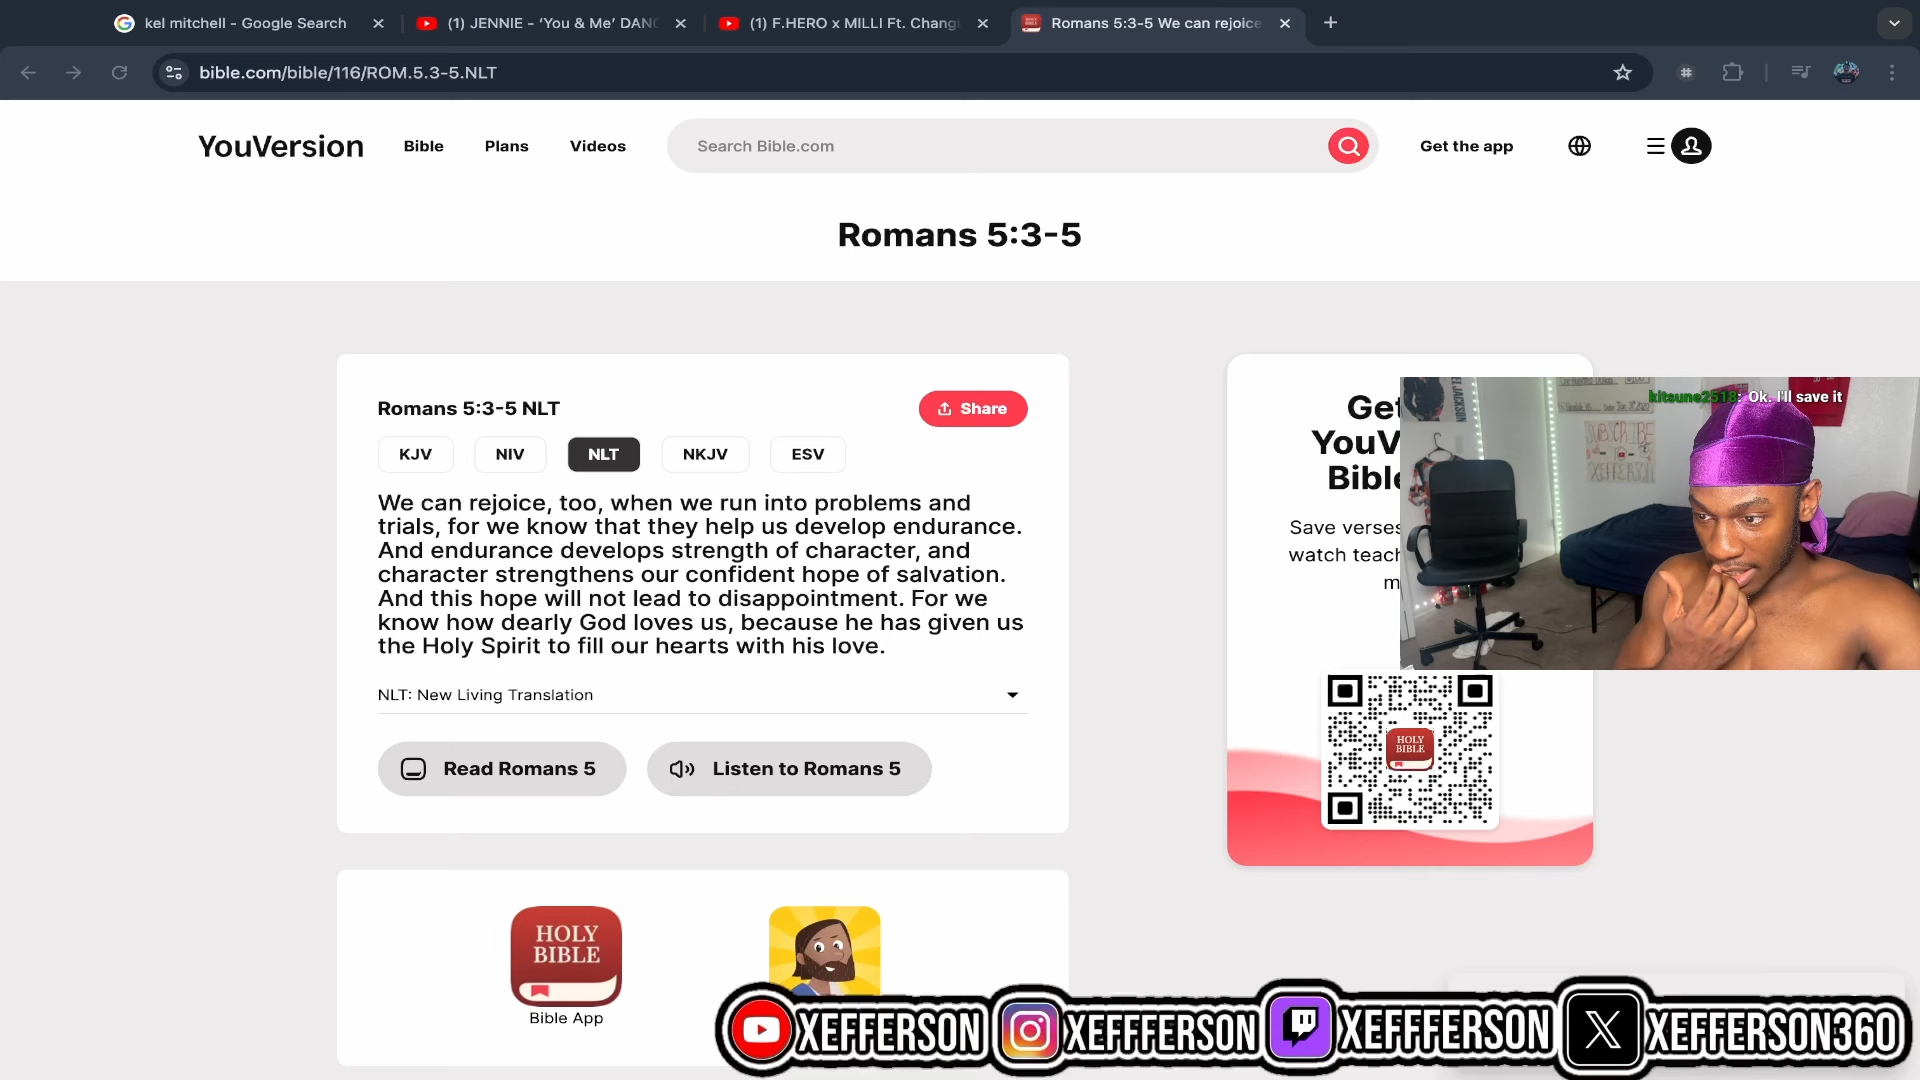 kel mitchell - Google Search
(1) JENNIE - ‘You & Me’ DANC
(1) F.HERO x MILLI Ft. Changi
Romans 5:3-5 We can rejoice
bible.com/bible/116/ROM.5.3-5.NLT
YouVersion
Bible
Plans
Videos
Search Bible.com
Get the app
Romans 5:3-5
Romans 5:3-5 NLT
Share
KJV
NIV
NLT
NKJV
ESV
We can rejoice, too, when we run into problems and
trials, for we know that they help us develop endurance.
And endurance develops strength of character, and
character strengthens our confident hope of salvation.
And this hope will not lead to disappointment. For we
know how dearly God loves us, because he has given us
the Holy Spirit to fill our hearts with his love.
NLT: New Living Translation
Read Romans 5
Listen to Romans 5
Save verses
kitsune2518: Ok, I'll save it
SUBSCRIBE
TO
XEFFERSON
HOLY
BIBLE
HOLY
BIBLE
Bible App
XEFFERSON
XEFFFERSON
XEFFFERSON
XEFFERSON360